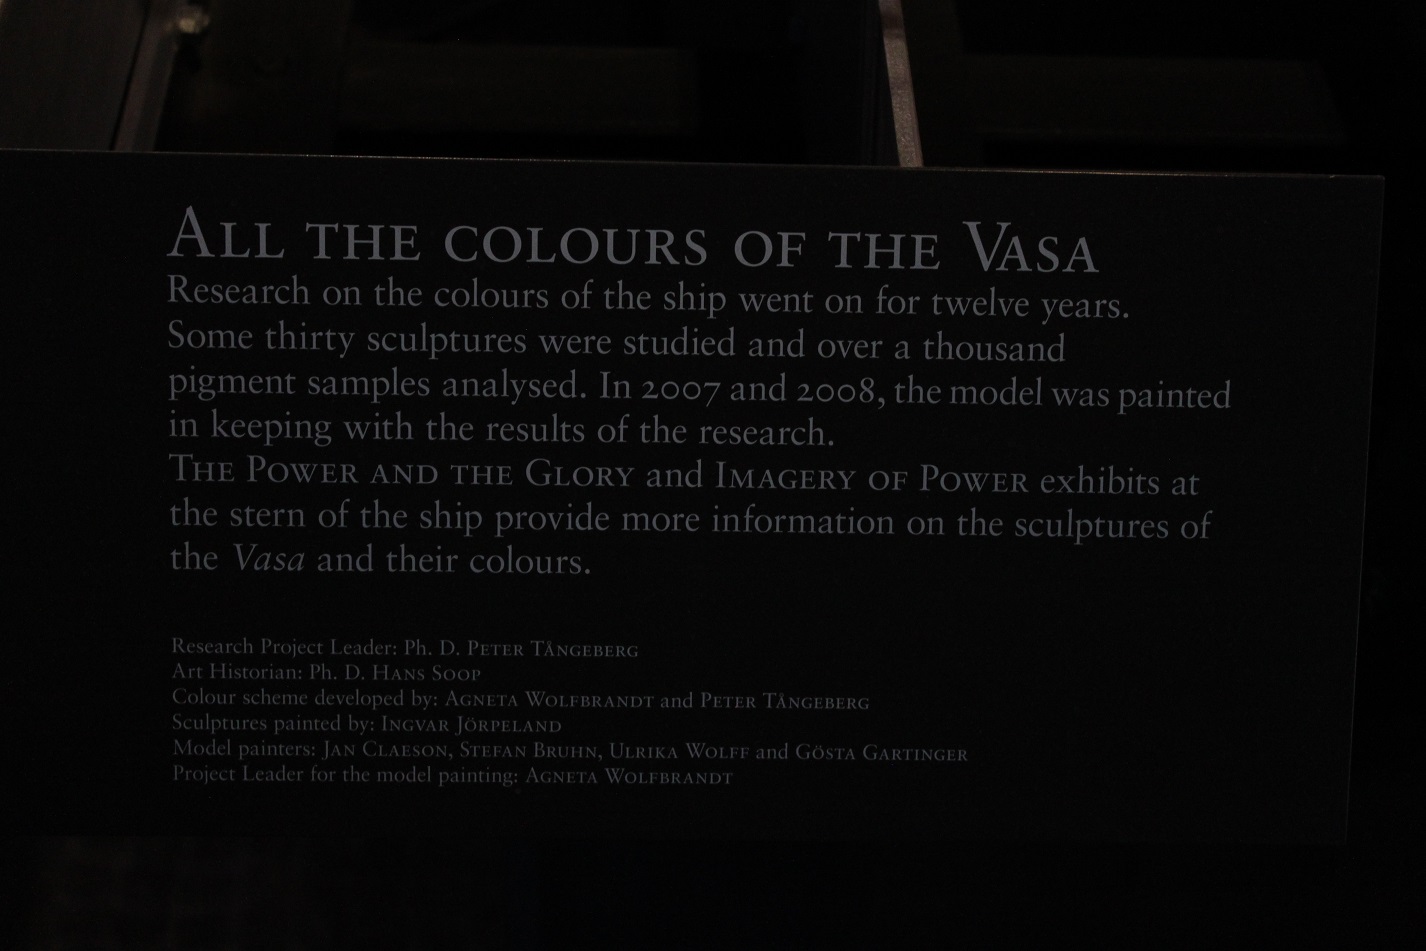 All the colours of the Vasa
Research on the colours of the ship went on for twelve years.
Some thirty sculptures were studied and over a thousand
pigment samples analysed. In 2007 and 2008, the model was painted
in keeping with the results of the research.
The Power and the Glory and Imagery of Power exhibits at
the stern of the ship provide more information on the sculptures of
the Vasa and their colours.
Research Project Leader: Ph. D. Peter Tångeberg
Art Historian: Ph. D. Hans Soop
Colour scheme developed by: Agneta Wolfbrandt and Peter Tångeberg
Sculptures painted by: Ingvar Jörpeland
Model painters: Jan Claeson, Stefan Bruhn, Ulrika Wolff and Gösta Gartinger
Project Leader for the model painting: Agneta Wolfbrandt